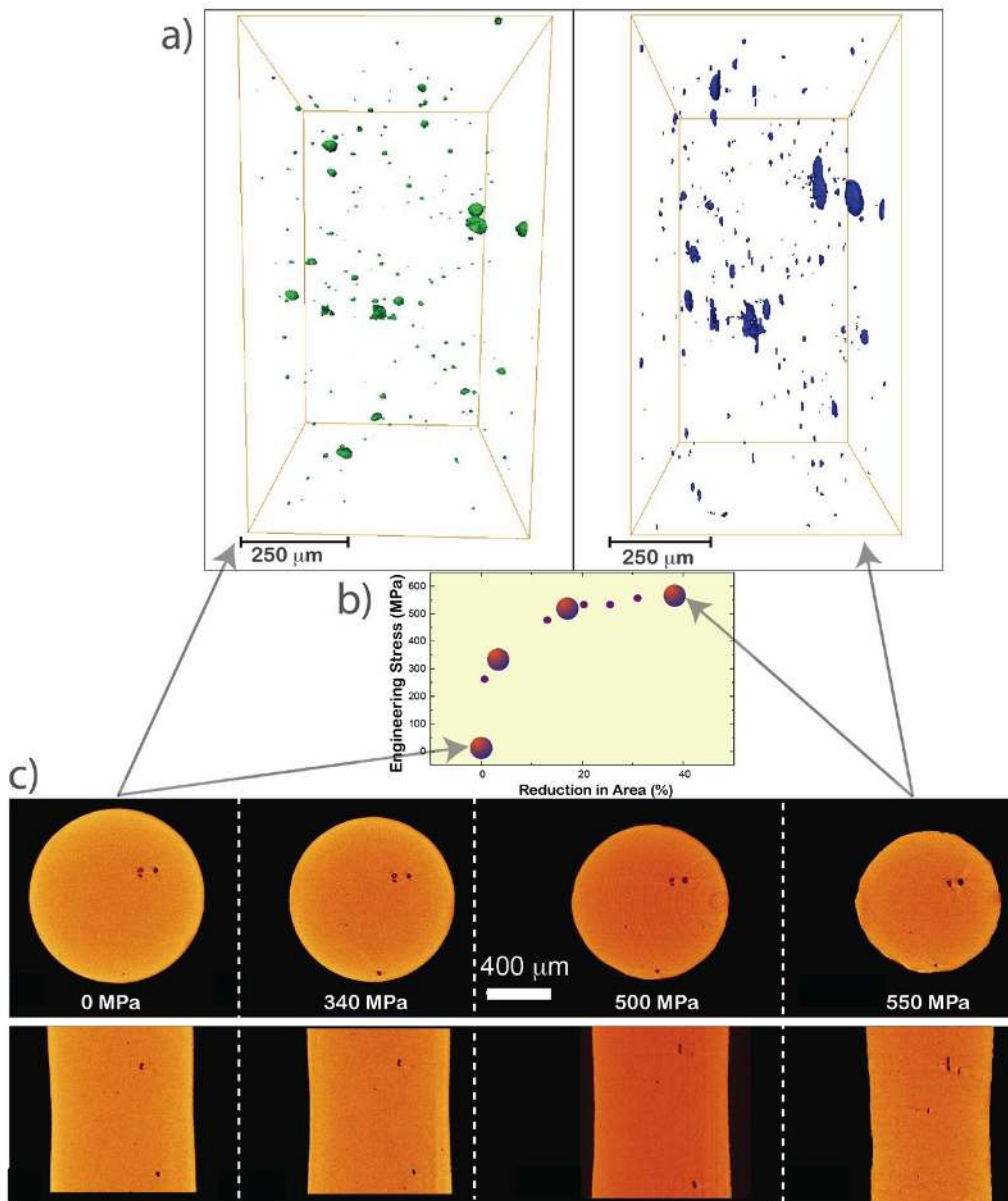 a)
250 μm
250 μm
b)
Engineering Stress (MPa)
600
500
400
300
200
100
0
0
20
40
Reduction in Area (%)
c)
400 μm
0 MPa
340 MPa
500 MPa
550 MPa